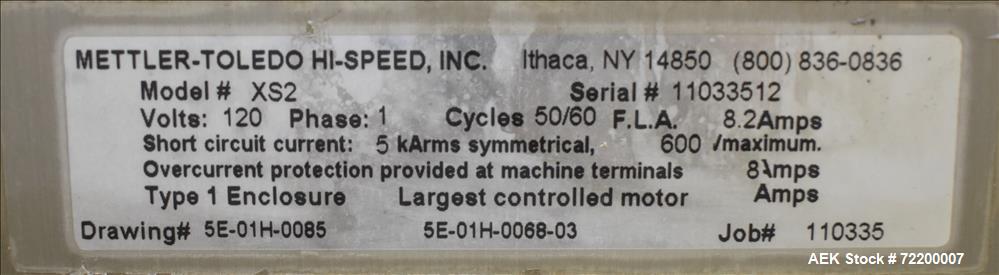 METTLER-TOLEDO HI-SPEED, INC. Ithaca, NY 14850 (800) 836-0836
Model # XS2 Serial # 11033512
Volts: 120 Phase: 1 Cycles 50/60 F.L.A. 8.2Amps
Short circuit current: 5 kArms symmetrical, 600 /maximum.
Overcurrent protection provided at machine terminals 8\mps
Type 1 Enclosure Largest controlled motor Amps
Drawing# 5E-01H-0085 5E-01H-0068-03 Job# 110335
AEK Stock # 72200007